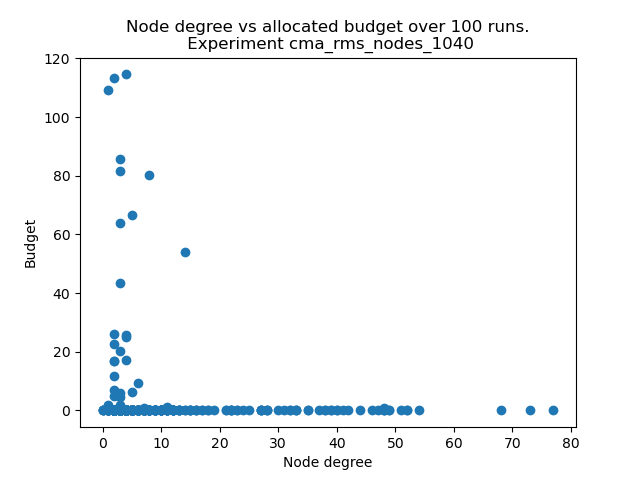 Node degree vs allocated budget over 100 runs.
Experiment cma_rms_nodes_1040
120
100
80
60
40
20
0
Budget
0 10 20 30 40 50 60 70 80
Node degree